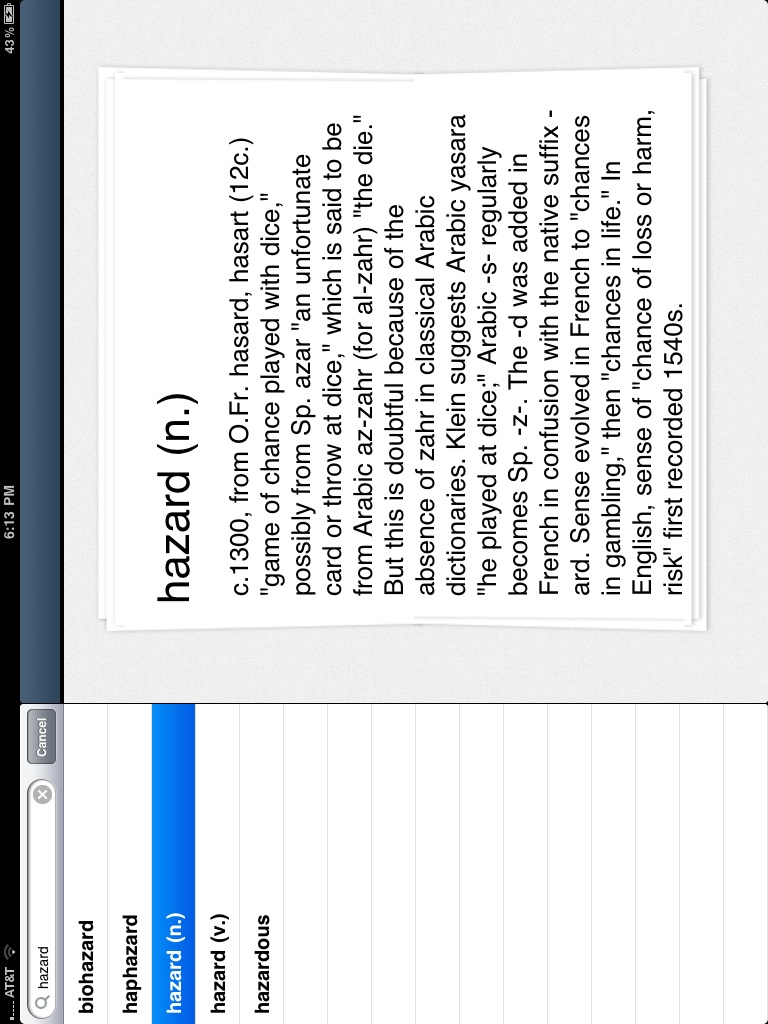 AT&T
6:13 PM
43%
hazard
Cancel
biohazard
haphazard
hazard (n.)
hazard (v.)
hazardous
hazard (n.)
c.1300, from O.Fr. hasard, hasart (12c.)
"game of chance played with dice,"
possibly from Sp. azar "an unfortunate
card or throw at dice," which is said to be
from Arabic az-zahr (for al-zahr) "the die."
But this is doubtful because of the
absence of zahr in classical Arabic
dictionaries. Klein suggests Arabic yasara
"he played at dice;" Arabic -s- regularly
becomes Sp. -z-. The -d was added in
French in confusion with the native suffix -
ard. Sense evolved in French to "chances
in gambling," then "chances in life." In
English, sense of "chance of loss or harm,
risk" first recorded 1540s.